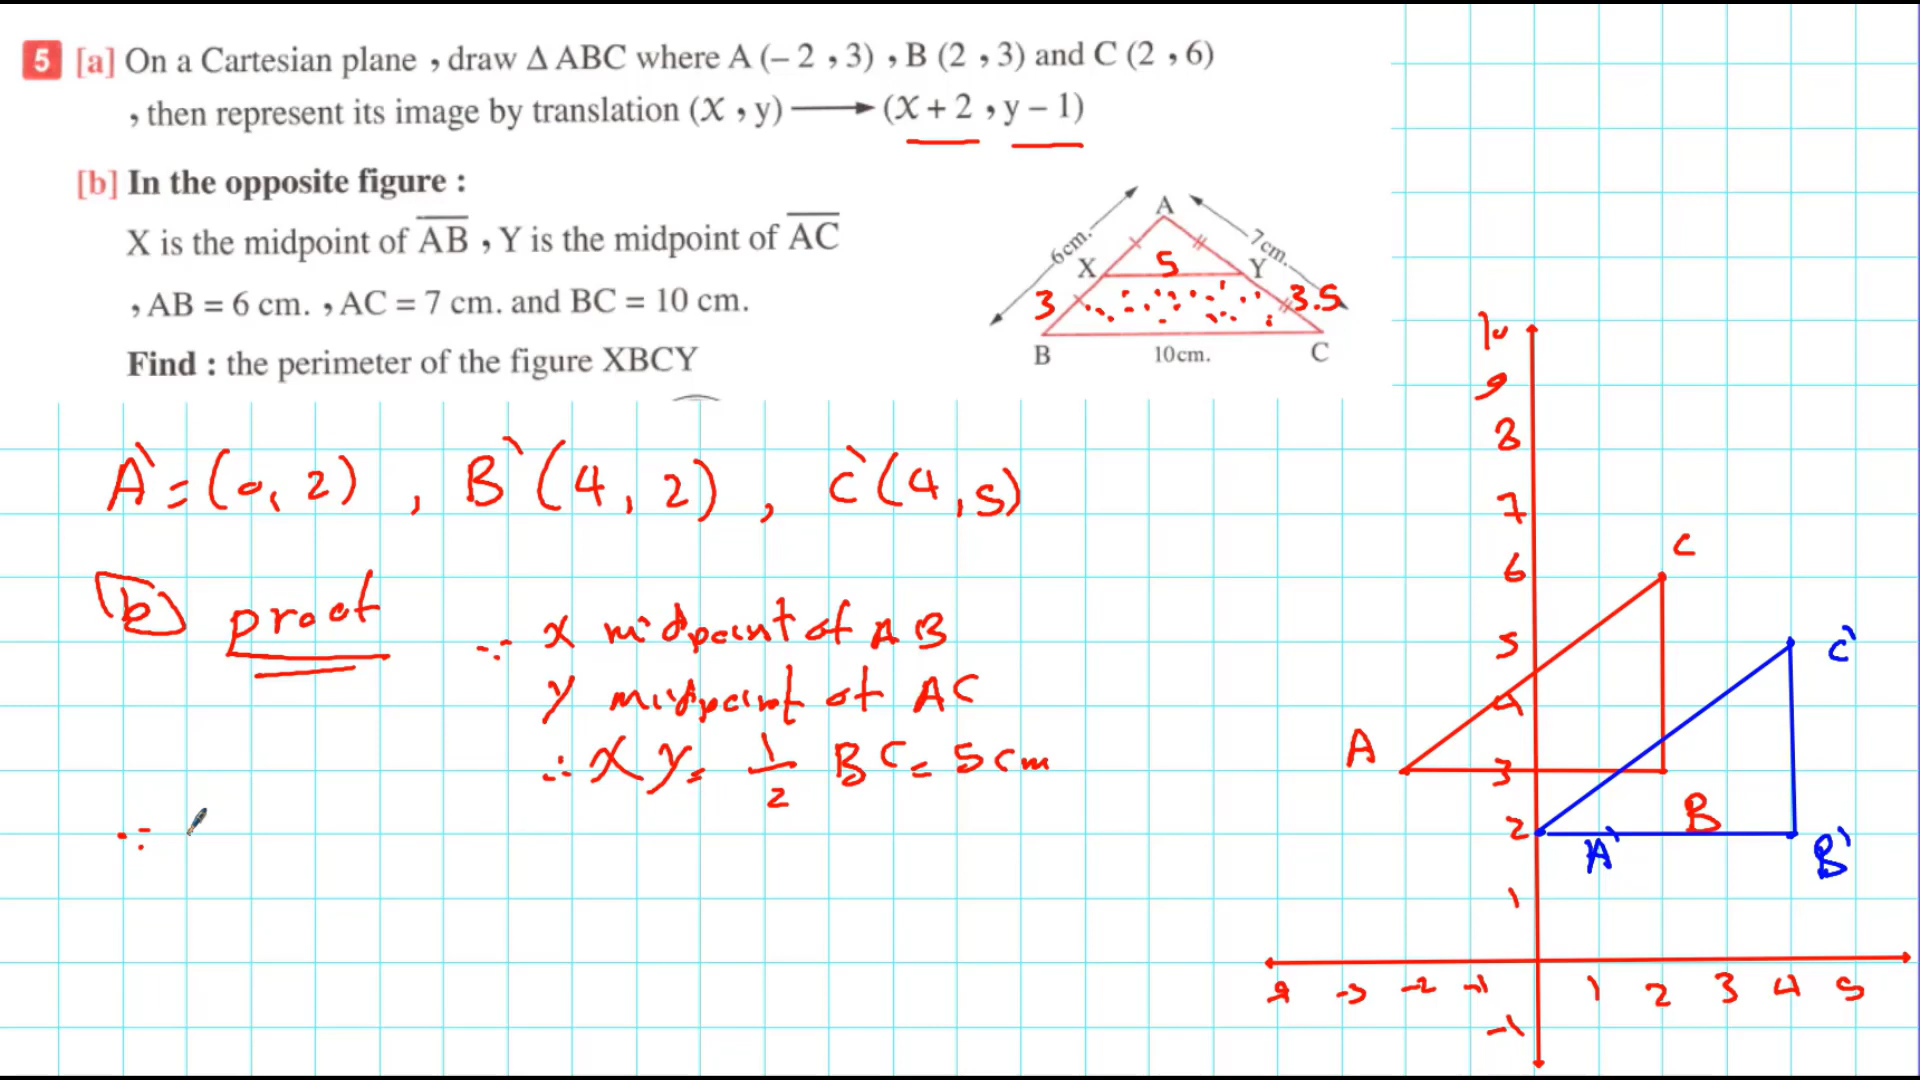 5 [a] On a Cartesian plane , draw Δ ABC where A (– 2 , 3) , B (2 , 3) and C (2 , 6)
, then represent its image by translation (X , y) ⟶ (X + 2 , y – 1)
[b] In the opposite figure :
X is the midpoint of A̅B̅ , Y is the midpoint of A̅C̅
, AB = 6 cm. , AC = 7 cm. and BC = 10 cm.
Find : the perimeter of the figure XBCY
A
6cm.
7cm.
X 5 Y
3 3.5
B 10cm. C
A` = (0, 2) , B` (4, 2) , C` (4, 5)
(b) proof
∵ X midpoint of AB
Y midpoint of AC
∴ XY = 1/2 BC = 5 cm
∵
10
9
8
7
C
6
5 C`
4
A 3
2 B
A` B`
1
-3 -2 -1 1 2 3 4 5
-1